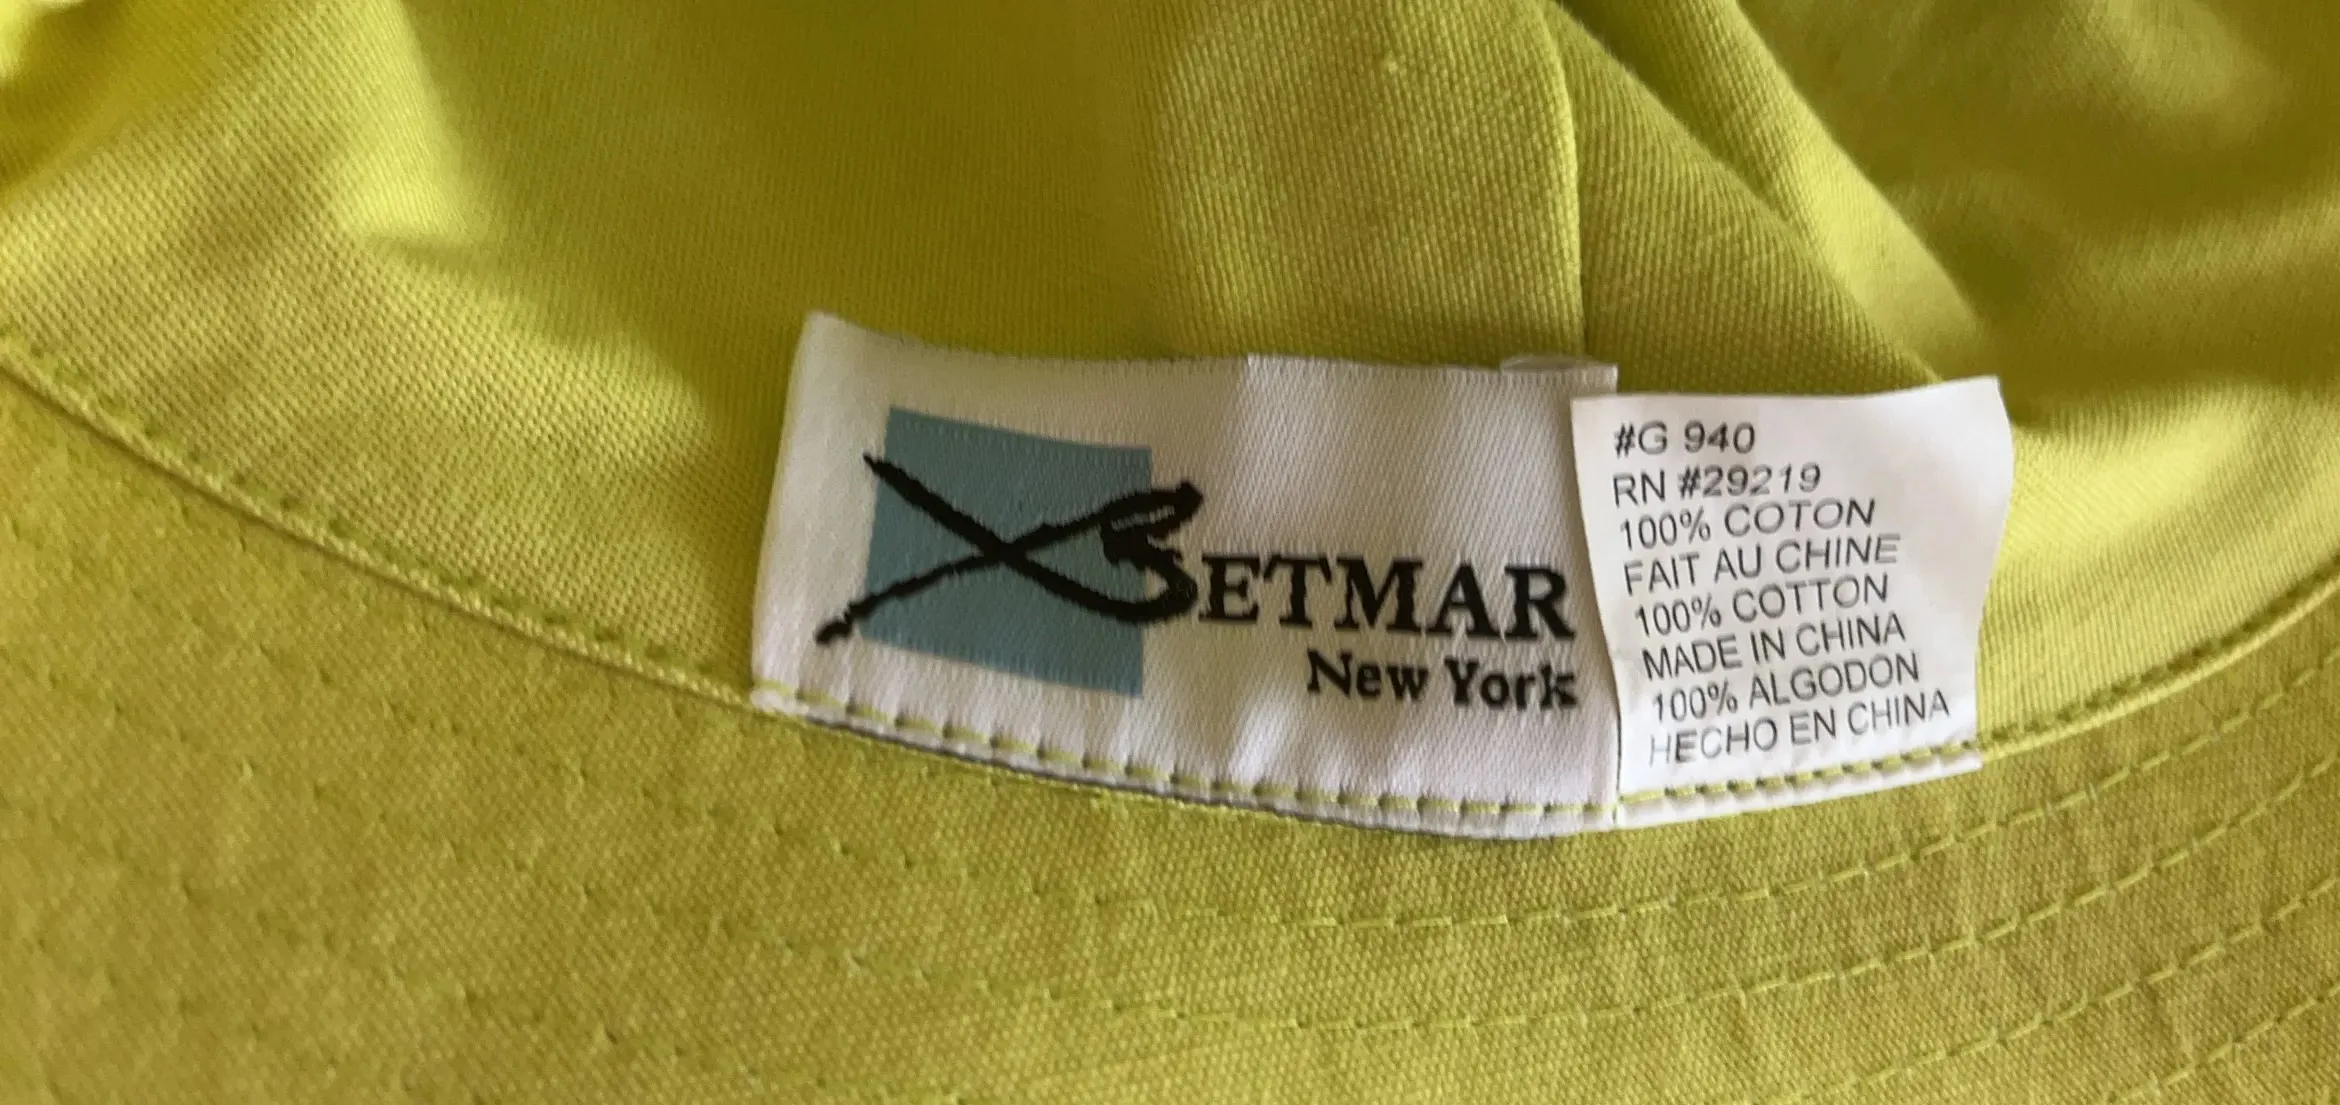 BETMAR
New York
#G 940
RN #29219
100% COTON
FAIT AU CHINE
100% COTTON
MADE IN CHINA
100% ALGODON
HECHO EN CHINA